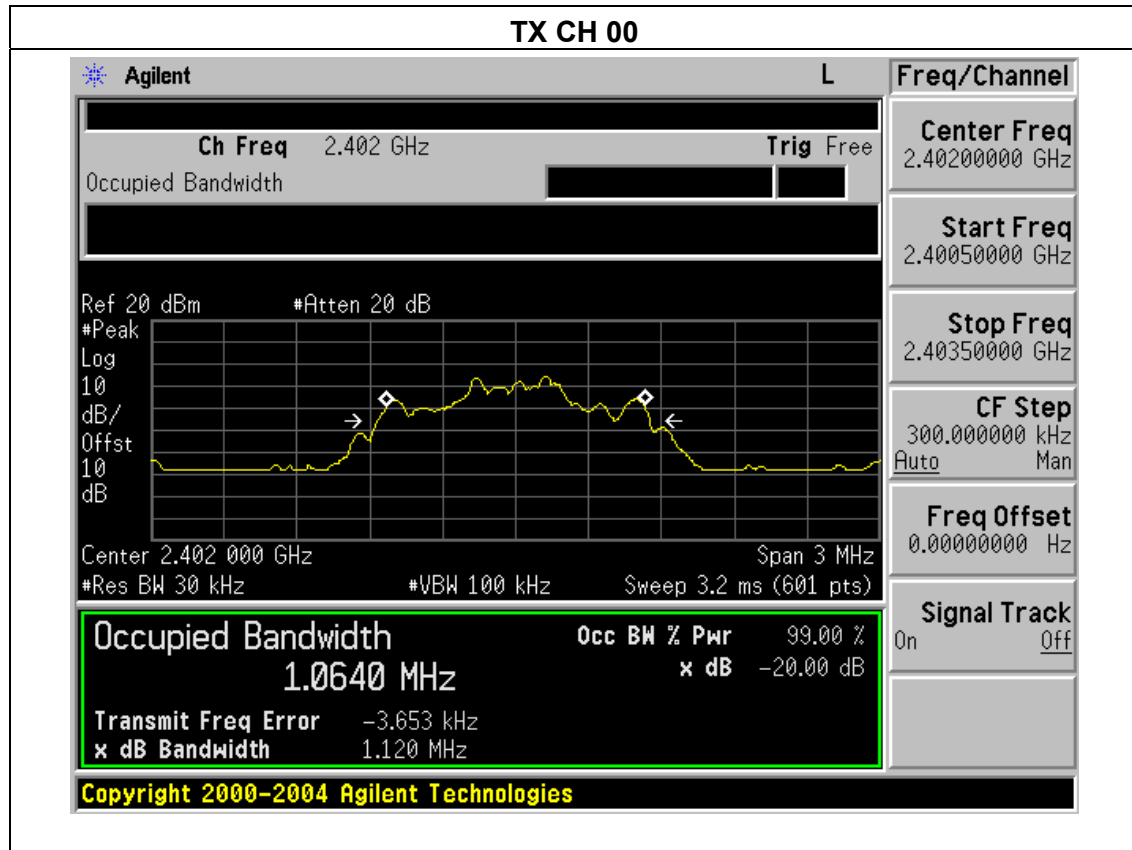 TX CH 00
Agilent L Freq/Channel
Ch Freq 2.402 GHz Trig Free
Occupied Bandwidth
Center Freq
2.40200000 GHz
Start Freq
2.40050000 GHz
Stop Freq
2.40350000 GHz
CF Step
300.000000 kHz
Auto Man
Freq Offset
0.00000000 Hz
Signal Track
On Off
Ref 20 dBm #Atten 20 dB
#Peak
Log
10
dB/
Offst
10
dB
Center 2.402 000 GHz Span 3 MHz
#Res BW 30 kHz #VBW 100 kHz Sweep 3.2 ms (601 pts)
Occupied Bandwidth Occ BW % Pwr 99.00 %
1.0640 MHz x dB -20.00 dB
Transmit Freq Error -3.653 kHz
x dB Bandwidth 1.120 MHz
Copyright 2000-2004 Agilent Technologies